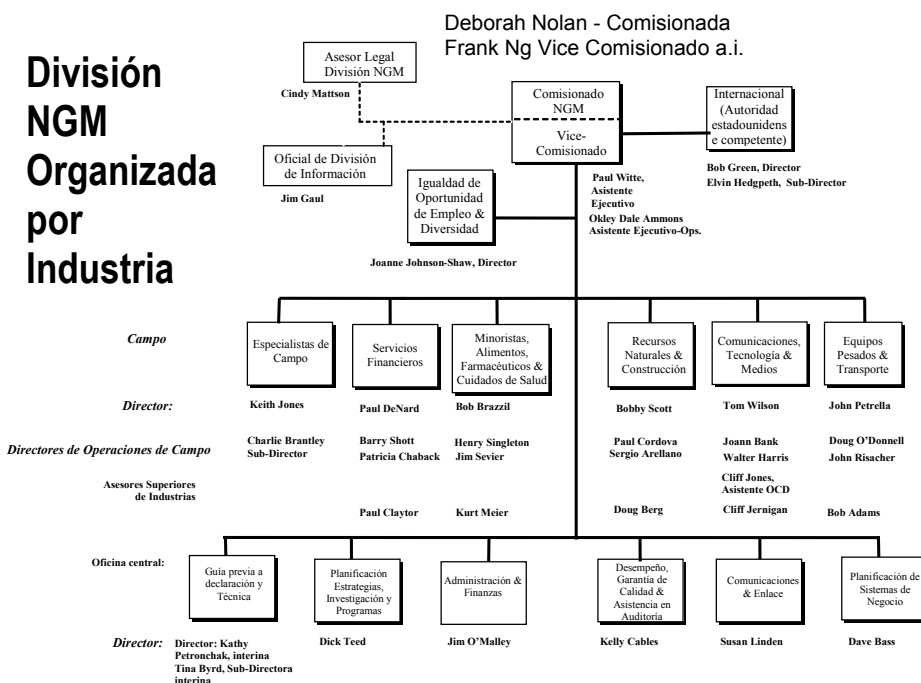 Deborah Nolan - Comisionada
Frank Ng Vice Comisionado a.i.
División
NGM
Organizada
por
Industria
Asesor Legal
División NGM
Cindy Mattson
Oficial de División
de Información
Jim Gaul
Comisionado
NGM
Vice-
Comisionado
Internacional
(Autoridad
estadounidens
e competente)
Bob Green, Director
Elvin Hedgpeth, Sub-Director
Paul Witte,
Asistente
Ejecutivo
Okley Dale Ammons
Asistente Ejecutivo-Ops.
Igualdad de
Oportunidad
de Empleo &
Diversidad
Joanne Johnson-Shaw, Director
Campo
Especialistas de
Campo
Servicios
Financieros
Minoristas,
Alimentos,
Farmacéuticos &
Cuidados de Salud
Recursos
Naturales &
Construcción
Comunicaciones,
Tecnología &
Medios
Equipos
Pesados &
Transporte
Director:
Keith Jones
Paul DeNard
Bob Brazzil
Bobby Scott
Tom Wilson
John Petrella
Directores de Operaciones de Campo
Charlie Brantley
Sub-Director
Barry Shott
Patricia Chaback
Henry Singleton
Jim Sevier
Paul Cordova
Sergio Arellano
Joann Bank
Walter Harris
Cliff Jones,
Asistente OCD
Doug O’Donnell
John Risacher
Asesores Superiores
de Industrias
Paul Claytor
Kurt Meier
Doug Berg
Cliff Jernigan
Bob Adams
Oficina central:
Guía previa a
declaración y
Técnica
Planificación
Estrategias,
Investigación y
Programas
Administración &
Finanzas
Desempeño,
Garantía de
Calidad &
Asistencia en
Auditoría
Comunicaciones
& Enlace
Planificación de
Sistemas de
Negocio
Director:
Director: Kathy
Petronchak, interina
Tina Byrd, Sub-Directora
interina
Dick Teed
Jim O’Malley
Kelly Cables
Susan Linden
Dave Bass